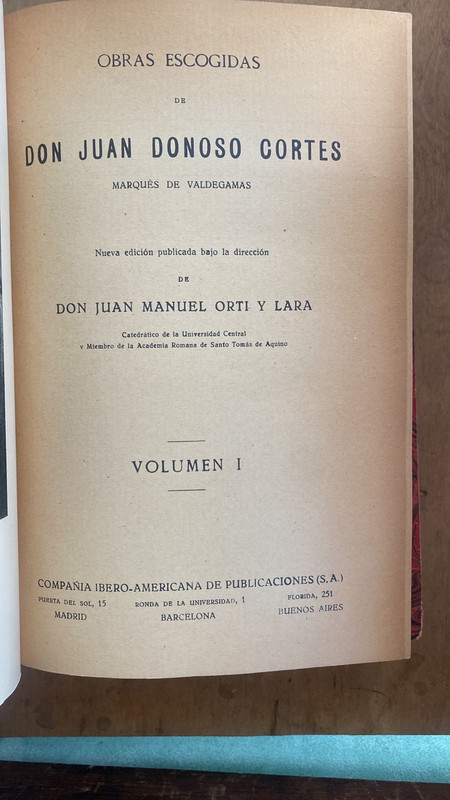 OBRAS ESCOGIDAS
DE
DON JUAN DONOSO CORTES
MARQUÉS DE VALDEGAMAS
Nueva edición publicada bajo la dirección
DE
DON JUAN MANUEL ORTI Y LARA
Catedrático de la Universidad Central
y Miembro de la Academia Romana de Santo Tomás de Aquino
VOLUMEN I
COMPAÑIA IBERO-AMERICANA DE PUBLICACIONES (S. A.)
PUERTA DEL SOL, 15 RONDA DE LA UNIVERSIDAD, 1 FLORIDA, 251
MADRID BARCELONA BUENOS AIRES